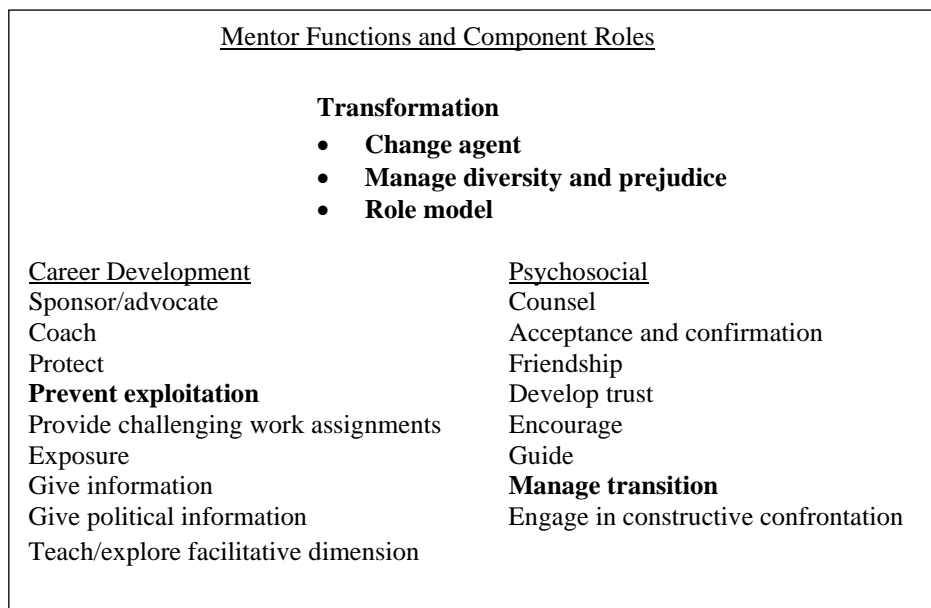 Mentor Functions and Component Roles
Transformation
• Change agent
• Manage diversity and prejudice
• Role model
Career Development
Sponsor/advocate
Coach
Protect
Prevent exploitation
Provide challenging work assignments
Exposure
Give information
Give political information
Teach/explore facilitative dimension
Psychosocial
Counsel
Acceptance and confirmation
Friendship
Develop trust
Encourage
Guide
Manage transition
Engage in constructive confrontation